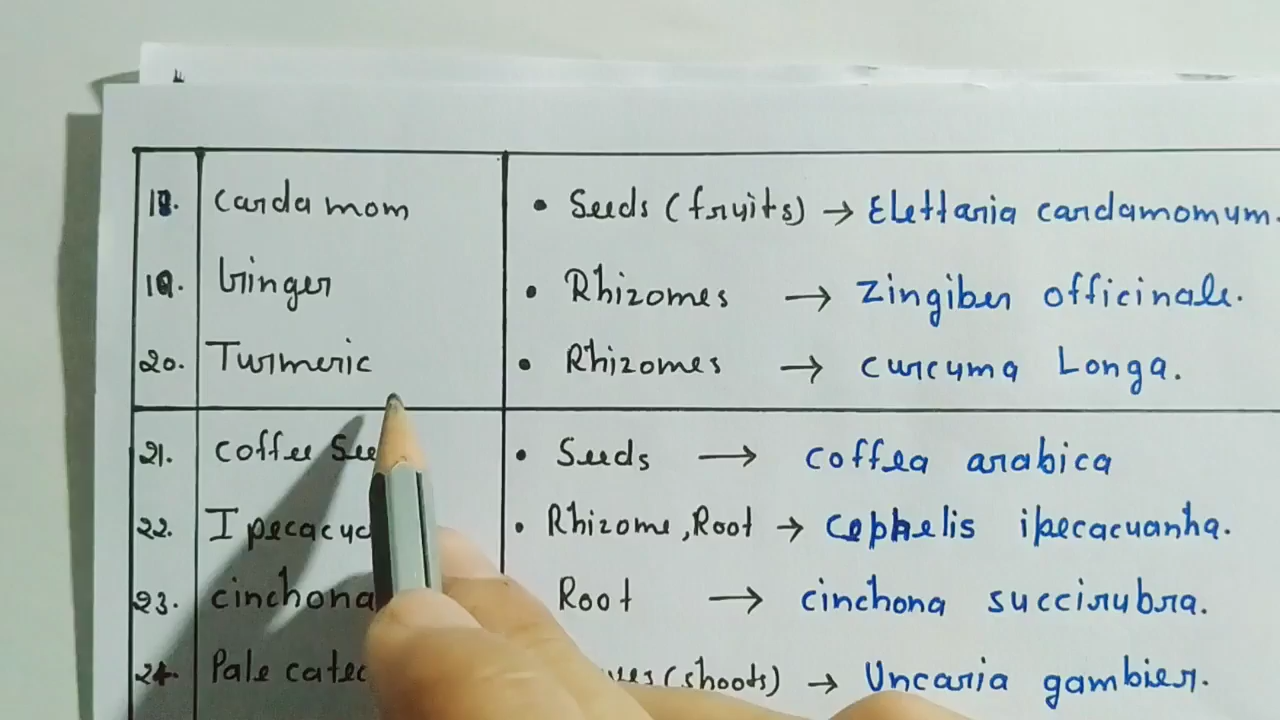 18. Cardamom • Seeds (fruits) → Elettaria cardamomum.
19. Ginger • Rhizomes → Zingiber officinale.
20. Turmeric • Rhizomes → Curcuma Longa.
21. Coffee • Seeds → Coffea arabica
22. • Rhizome, Root → Cephelis ipecacuanha.
23. cinchona Root → cinchona succirubra.
24. Pale (shoots) → Uncaria gambier.